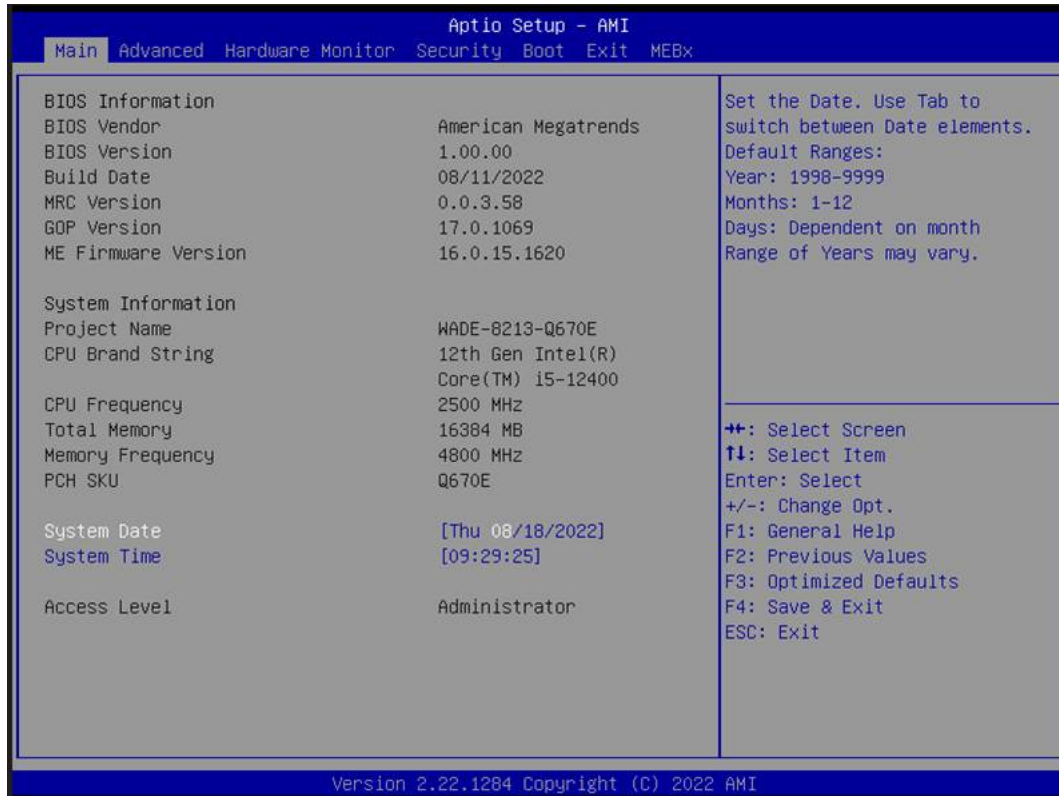 Aptio Setup - AMI
Main Advanced Hardware Monitor Security Boot Exit MEBx
BIOS Information
BIOS Vendor American Megatrends
BIOS Version 1.00.00
Build Date 08/11/2022
MRC Version 0.0.3.58
GOP Version 17.0.1069
ME Firmware Version 16.0.15.1620
System Information
Project Name WADE-8213-Q670E
CPU Brand String 12th Gen Intel(R)
Core(TM) i5-12400
CPU Frequency 2500 MHz
Total Memory 16384 MB
Memory Frequency 4800 MHz
PCH SKU Q670E
System Date [Thu 08/18/2022]
System Time [09:29:25]
Access Level Administrator
Set the Date. Use Tab to
switch between Date elements.
Default Ranges:
Year: 1998-9999
Months: 1-12
Days: Dependent on month
Range of Years may vary.
→←: Select Screen
↑↓: Select Item
Enter: Select
+/-: Change Opt.
F1: General Help
F2: Previous Values
F3: Optimized Defaults
F4: Save & Exit
ESC: Exit
Version 2.22.1284 Copyright (C) 2022 AMI